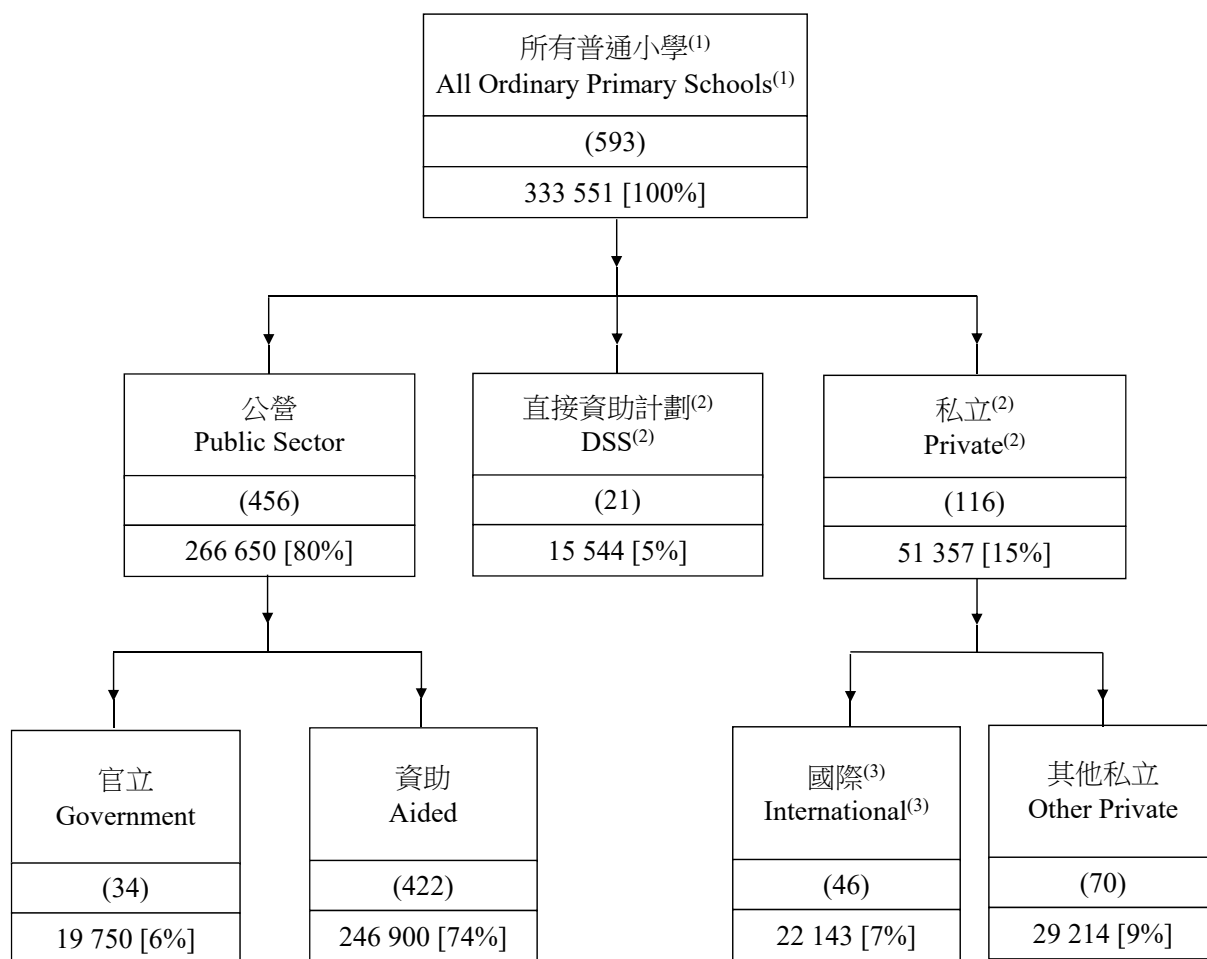 所有普通小學(1)
All Ordinary Primary Schools(1)
(593)
333 551 [100%]
公營
Public Sector
(456)
266 650 [80%]
直接資助計劃(2)
DSS(2)
(21)
15 544 [5%]
私立(2)
Private(2)
(116)
51 357 [15%]
官立
Government
(34)
19 750 [6%]
資助
Aided
(422)
246 900 [74%]
國際(3)
International(3)
(46)
22 143 [7%]
其他私立
Other Private
(70)
29 214 [9%]